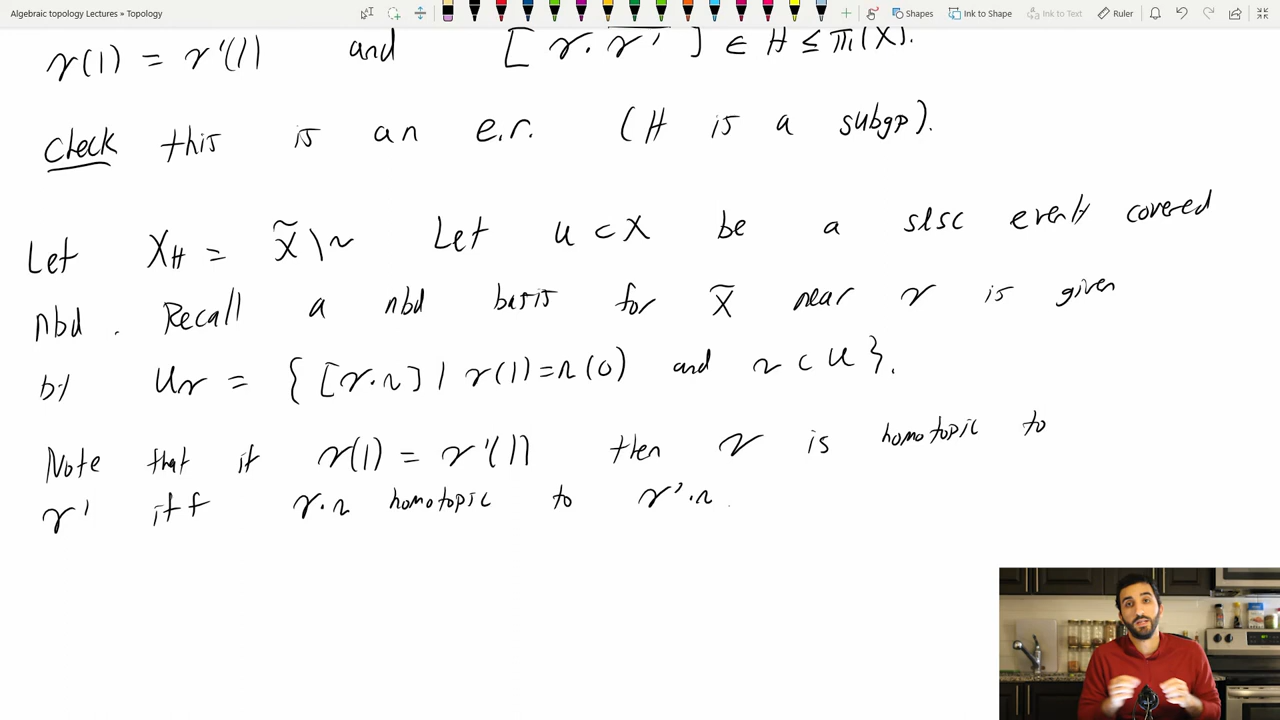 Algebraic topology Lectures - Topology
Shapes Ink to Shape Ink to Text Ruler Share
γ(1) = γ'(1) and [γ · γ̅'̅] ∈ H ≤ π₁(X).
check this is an e.r. (H is a subgp).
Let X_H = X̃ \ ~ Let U ⊂ X be a slsc evenly covered
nbd. Recall a nbd basis for X̃ near γ is given
by U_γ = { [γ·η] | γ(1) = η(0) and η ⊂ U }.
Note that if γ(1) = γ'(1) then γ is homotopic to
γ' iff γ·η homotopic to γ'·η.